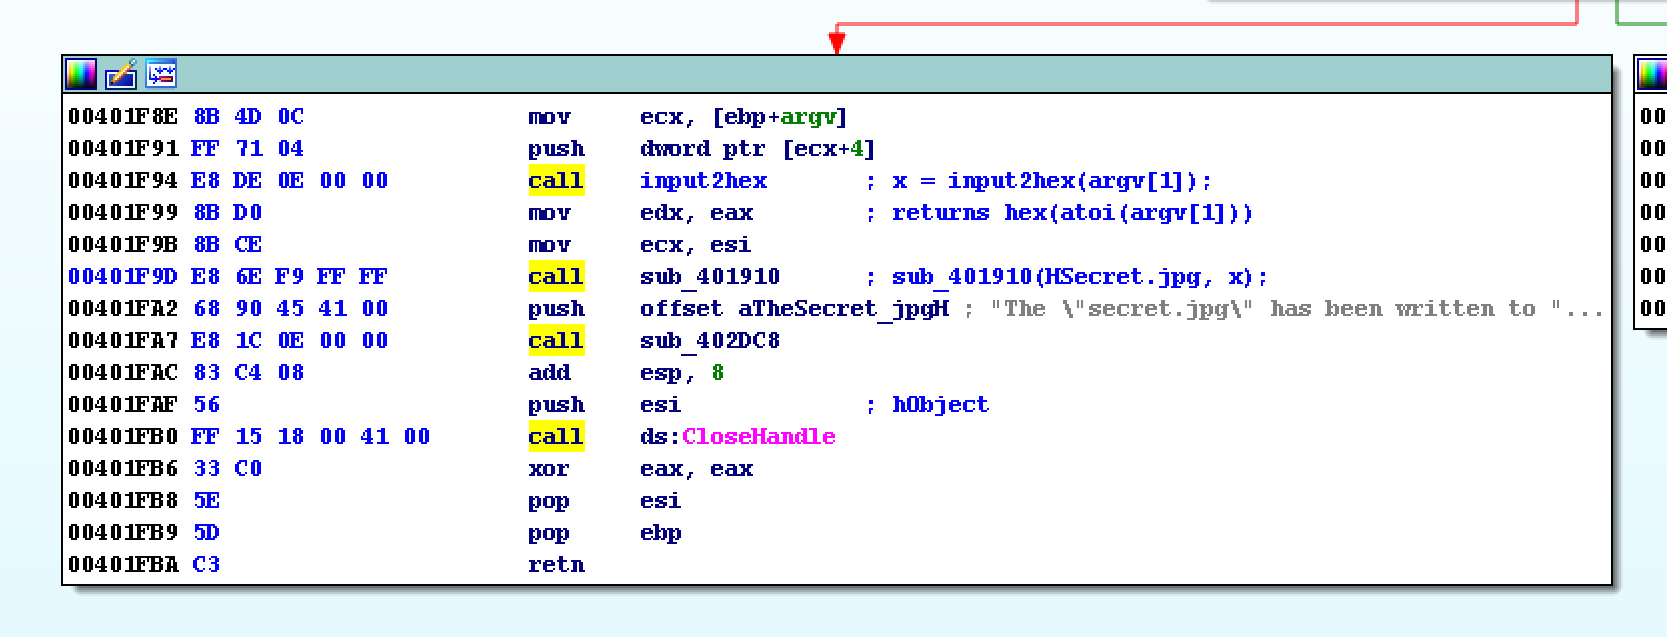 00401F8E 8B 4D 0C mov ecx, [ebp+argv]
00401F91 FF 71 04 push dword ptr [ecx+4]
00401F94 E8 DE 0E 00 00 call input2hex ; x = input2hex(argv[1]);
00401F99 8B D0 mov edx, eax ; returns hex(atoi(argv[1]))
00401F9B 8B CE mov ecx, esi
00401F9D E8 6E F9 FF FF call sub_401910 ; sub_401910(HSecret.jpg, x);
00401FA2 68 90 45 41 00 push offset aTheSecret_jpgH ; "The \"secret.jpg\" has been written to "...
00401FA7 E8 1C 0E 00 00 call sub_402DC8
00401FAC 83 C4 08 add esp, 8
00401FAF 56 push esi ; hObject
00401FB0 FF 15 18 00 41 00 call ds:CloseHandle
00401FB6 33 C0 xor eax, eax
00401FB8 5E pop esi
00401FB9 5D pop ebp
00401FBA C3 retn
00
00
00
00
00
00
00